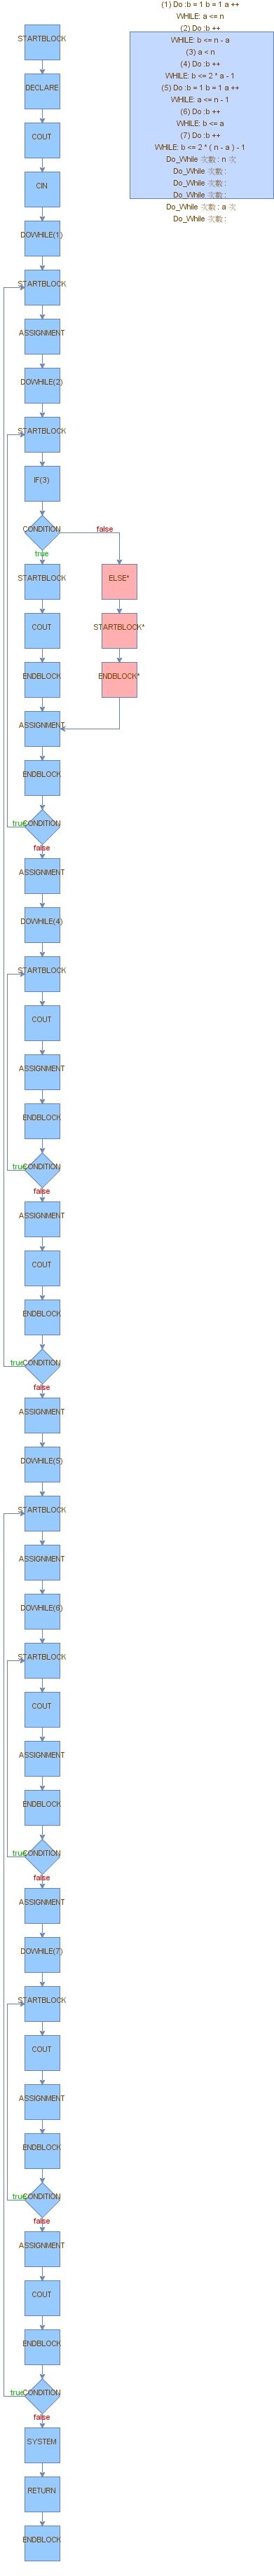 (1) Do :b = 1 b = 1 a ++
WHILE: a <= n
(2) Do :b ++
WHILE: b <= n - a
(3) a < n
(4) Do :b ++
WHILE: b <= 2 * a - 1
(5) Do :b = 1 b = 1 a ++
WHILE: a <= n - 1
(6) Do :b ++
WHILE: b <= a
(7) Do :b ++
WHILE: b <= 2 * ( n - a ) - 1
Do_While 次數 : n 次
Do_While 次數 :
Do_While 次數 :
Do_While 次數 :
Do_While 次數 : a 次
Do_While 次數 :
STARTBLOCK
DECLARE
COUT
CIN
DOWHILE(1)
STARTBLOCK
ASSIGNMENT
DOWHILE(2)
STARTBLOCK
IF(3)
CONDITION
false
true
STARTBLOCK
ELSE*
COUT
STARTBLOCK*
ENDBLOCK
ENDBLOCK*
ASSIGNMENT
ENDBLOCK
true
CONDITION
false
ASSIGNMENT
DOWHILE(4)
STARTBLOCK
COUT
ASSIGNMENT
ENDBLOCK
true
CONDITION
false
ASSIGNMENT
COUT
ENDBLOCK
true
CONDITION
false
ASSIGNMENT
DOWHILE(5)
STARTBLOCK
ASSIGNMENT
DOWHILE(6)
STARTBLOCK
COUT
ASSIGNMENT
ENDBLOCK
true
CONDITION
false
ASSIGNMENT
DOWHILE(7)
STARTBLOCK
COUT
ASSIGNMENT
ENDBLOCK
true
CONDITION
false
ASSIGNMENT
COUT
ENDBLOCK
true
CONDITION
false
SYSTEM
RETURN
ENDBLOCK